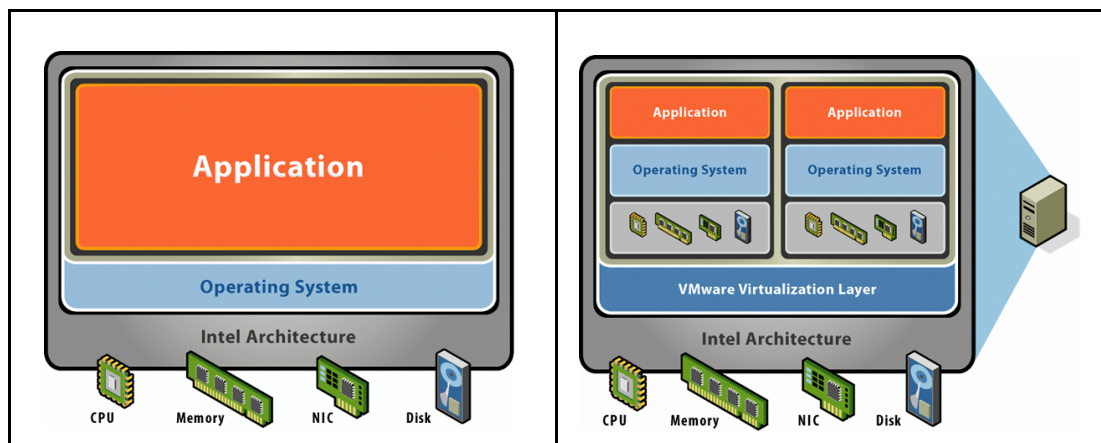 Application
Operating System
Intel Architecture
CPU
Memory
NIC
Disk
Application
Application
Operating System
Operating System
VMware Virtualization Layer
Intel Architecture
CPU
Memory
NIC
Disk